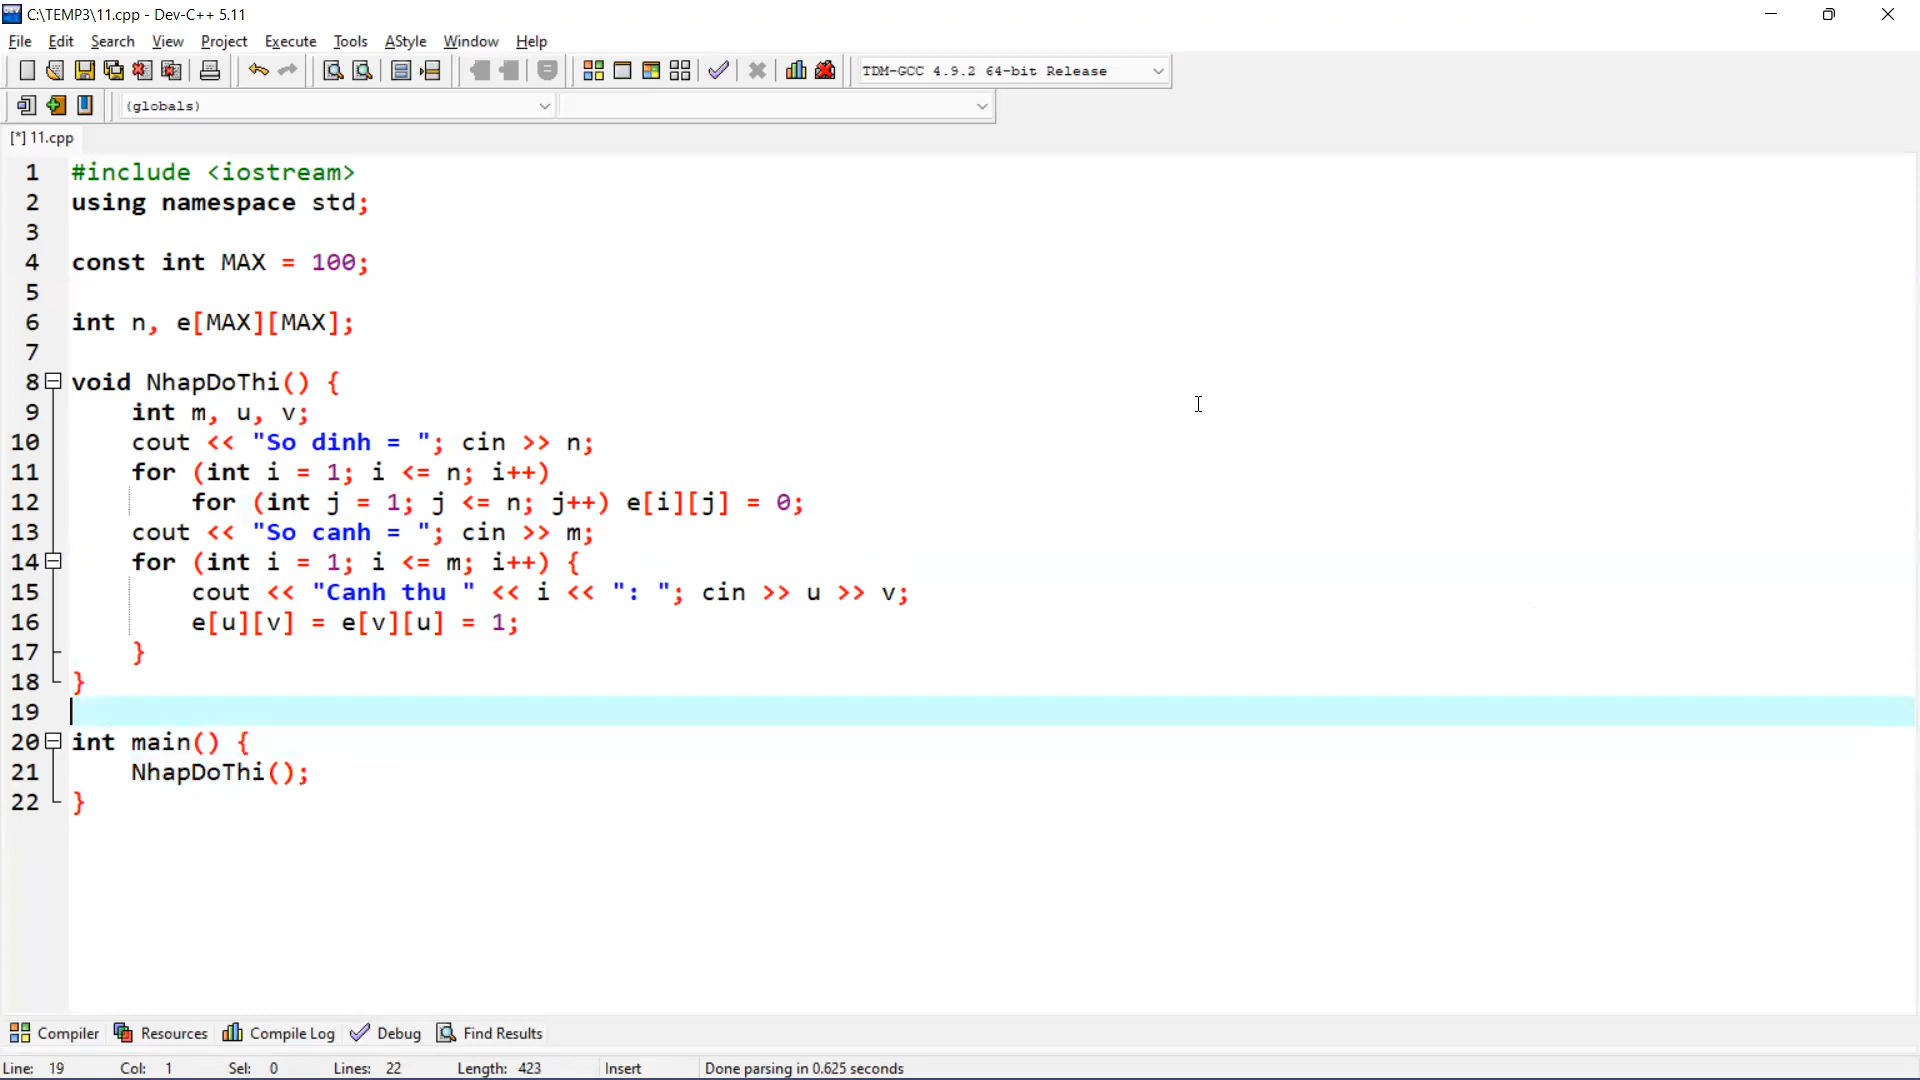 C:\TEMP3\11.cpp - Dev-C++ 5.11
File Edit Search View Project Execute Tools AStyle Window Help
TDM-GCC 4.9.2 64-bit Release
(globals)
[*] 11.cpp
1 #include <iostream>
2 using namespace std;
3
4 const int MAX = 100;
5
6 int n, e[MAX][MAX];
7
8 void NhapDoThi() {
9 int m, u, v;
10 cout << "So dinh = "; cin >> n;
11 for (int i = 1; i <= n; i++)
12 for (int j = 1; j <= n; j++) e[i][j] = 0;
13 cout << "So canh = "; cin >> m;
14 for (int i = 1; i <= m; i++) {
15 cout << "Canh thu " << i << ": "; cin >> u >> v;
16 e[u][v] = e[v][u] = 1;
17 }
18 }
19
20 int main() {
21 NhapDoThi();
22 }
Compiler Resources Compile Log Debug Find Results
Line: 19 Col: 1 Sel: 0 Lines: 22 Length: 423 Insert Done parsing in 0.625 seconds